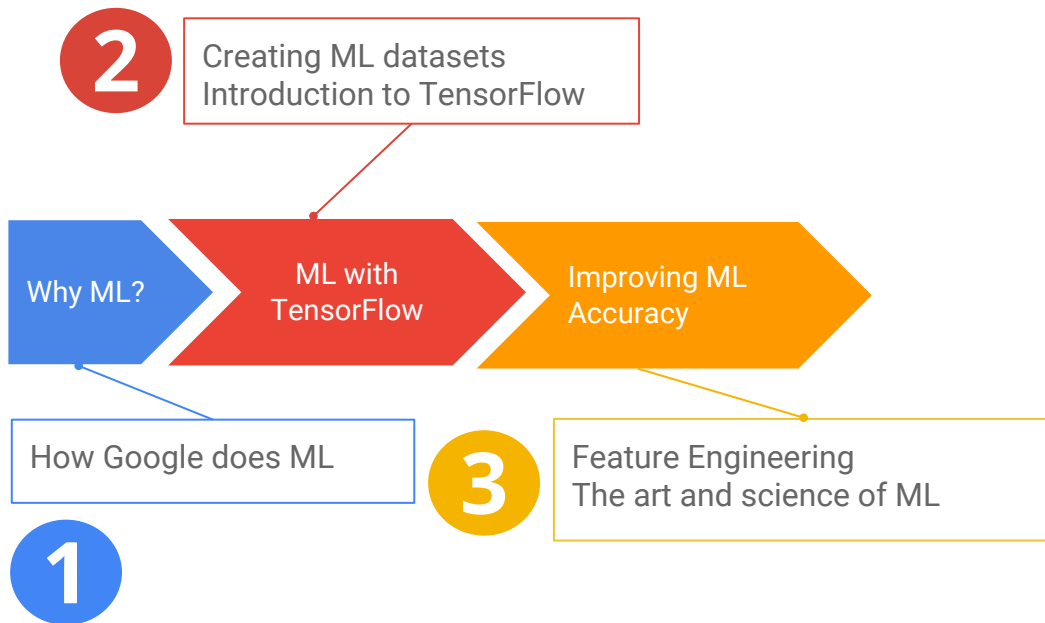 2
Creating ML datasets
Introduction to TensorFlow
Why ML?
ML with
TensorFlow
Improving ML
Accuracy
How Google does ML
1
3
Feature Engineering
The art and science of ML